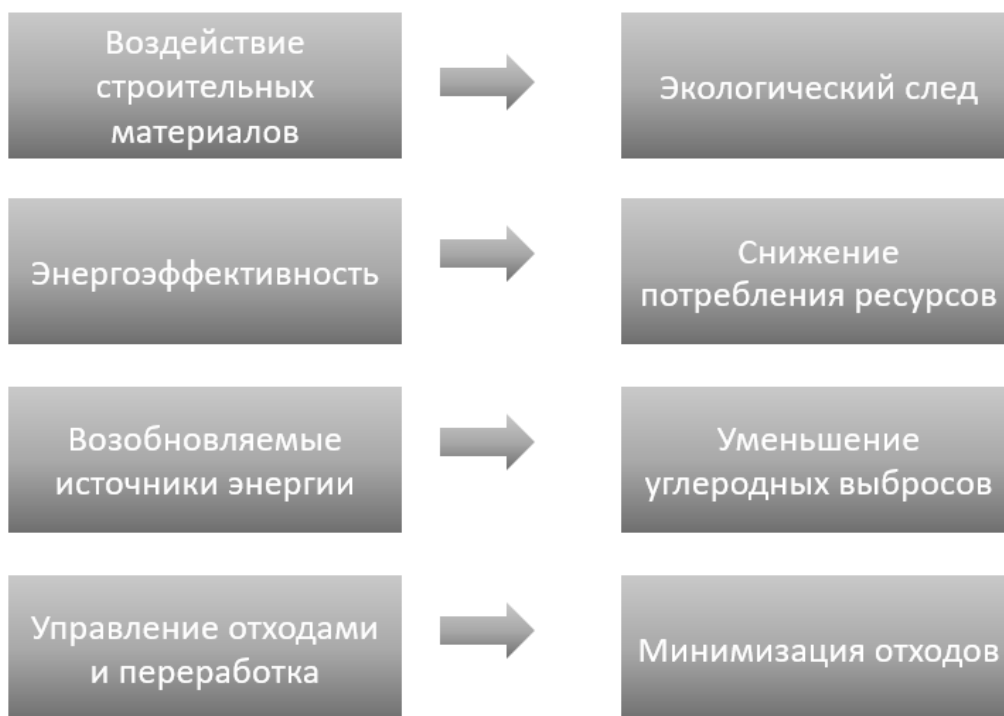 Воздействие
строительных
материалов
Экологический след
Энергоэффективность
Снижение
потребления ресурсов
Возобновляемые
источники энергии
Уменьшение
углеродных выбросов
Управление отходами
и переработка
Минимизация отходов